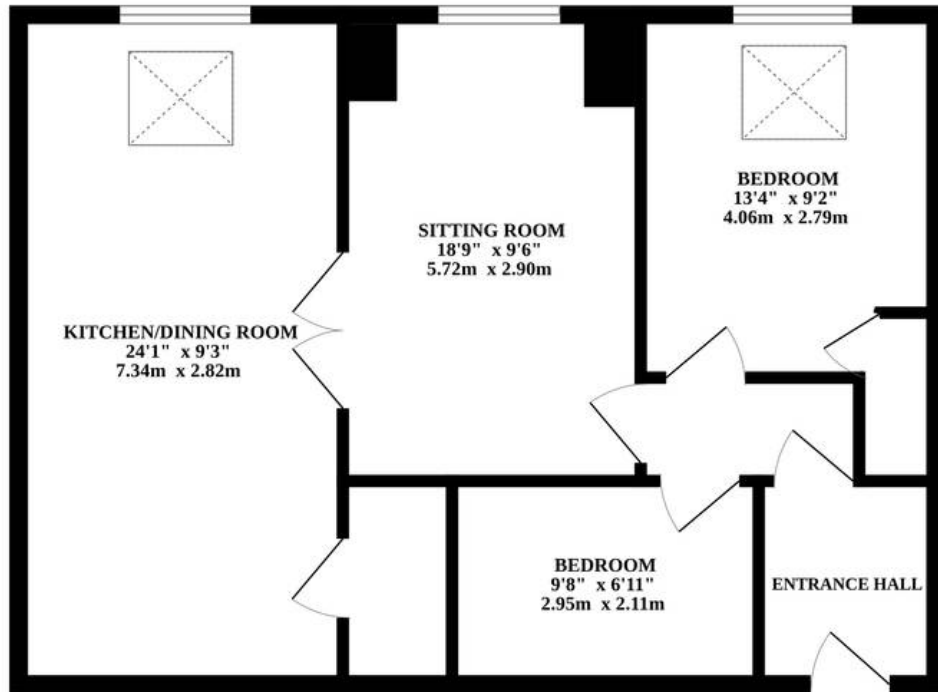 BEDROOM
13'4" x 9'2"
4.06m x 2.79m
SITTING ROOM
18'9" x 9'6"
5.72m x 2.90m
KITCHEN/DINING ROOM
24'1" x 9'3"
7.34m x 2.82m
BEDROOM
9'8" x 6'11"
2.95m x 2.11m
ENTRANCE HALL